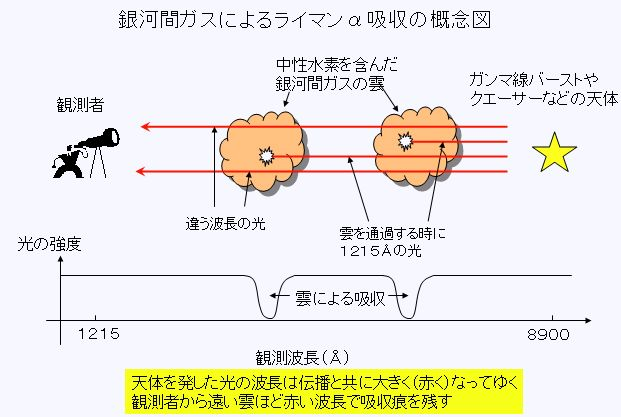 銀河間ガスによるライマンα吸収の概念図
中性水素を含んだ
銀河間ガスの雲
ガンマ線バーストや
クエーサーなどの天体
観測者
違う波長の光
雲を通過する時に
1215Åの光
光の強度
雲による吸収
1215
8900
観測波長(Å)
天体を発した光の波長は伝播と共に大きく(赤く)なってゆく
観測者から遠い雲ほど赤い波長で吸収痕を残す